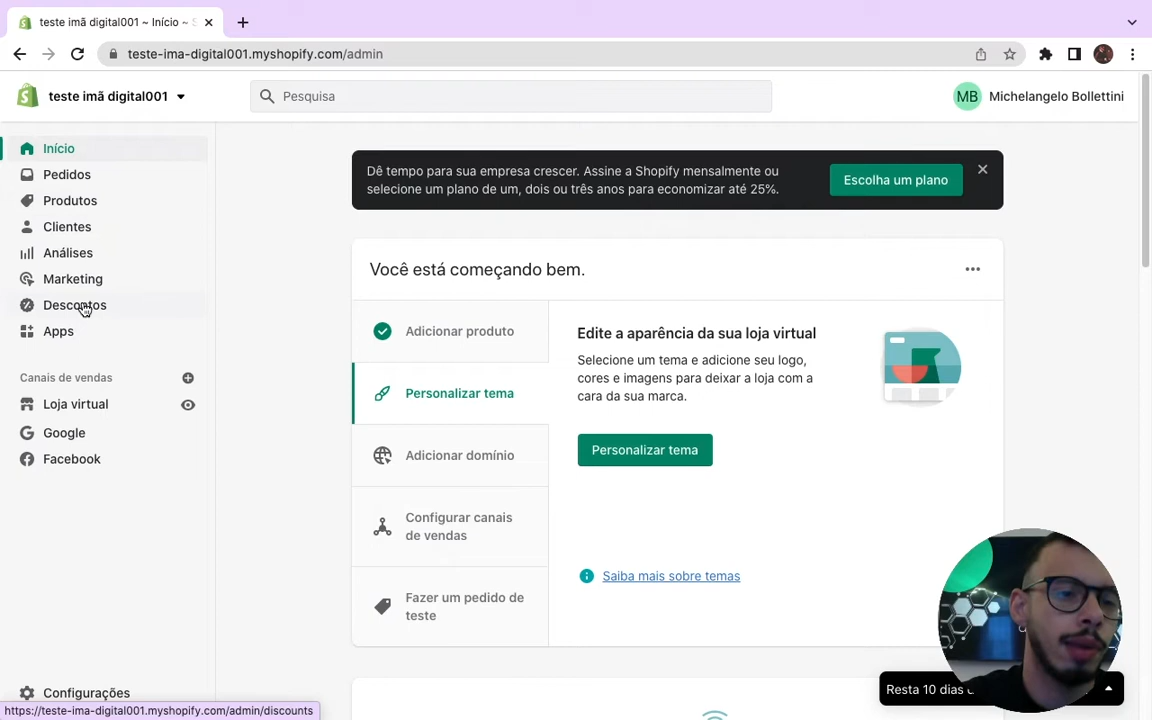 teste imã digital001 ~ Início ~ S
teste-ima-digital001.myshopify.com/admin
teste imã digital001
Pesquisa
MB
Michelangelo Bollettini
Início
Pedidos
Produtos
Clientes
Análises
Marketing
Descontos
Apps
Canais de vendas
Loja virtual
Google
Facebook
Configurações
https://teste-ima-digital001.myshopify.com/admin/discounts
Dê tempo para sua empresa crescer. Assine a Shopify mensalmente ou
selecione um plano de um, dois ou três anos para economizar até 25%.
Escolha um plano
Você está começando bem.
Adicionar produto
Personalizar tema
Adicionar domínio
Configurar canais
de vendas
Fazer um pedido de
teste
Edite a aparência da sua loja virtual
Selecione um tema e adicione seu logo,
cores e imagens para deixar a loja com a
cara da sua marca.
Personalizar tema
Saiba mais sobre temas
Resta 10 dias